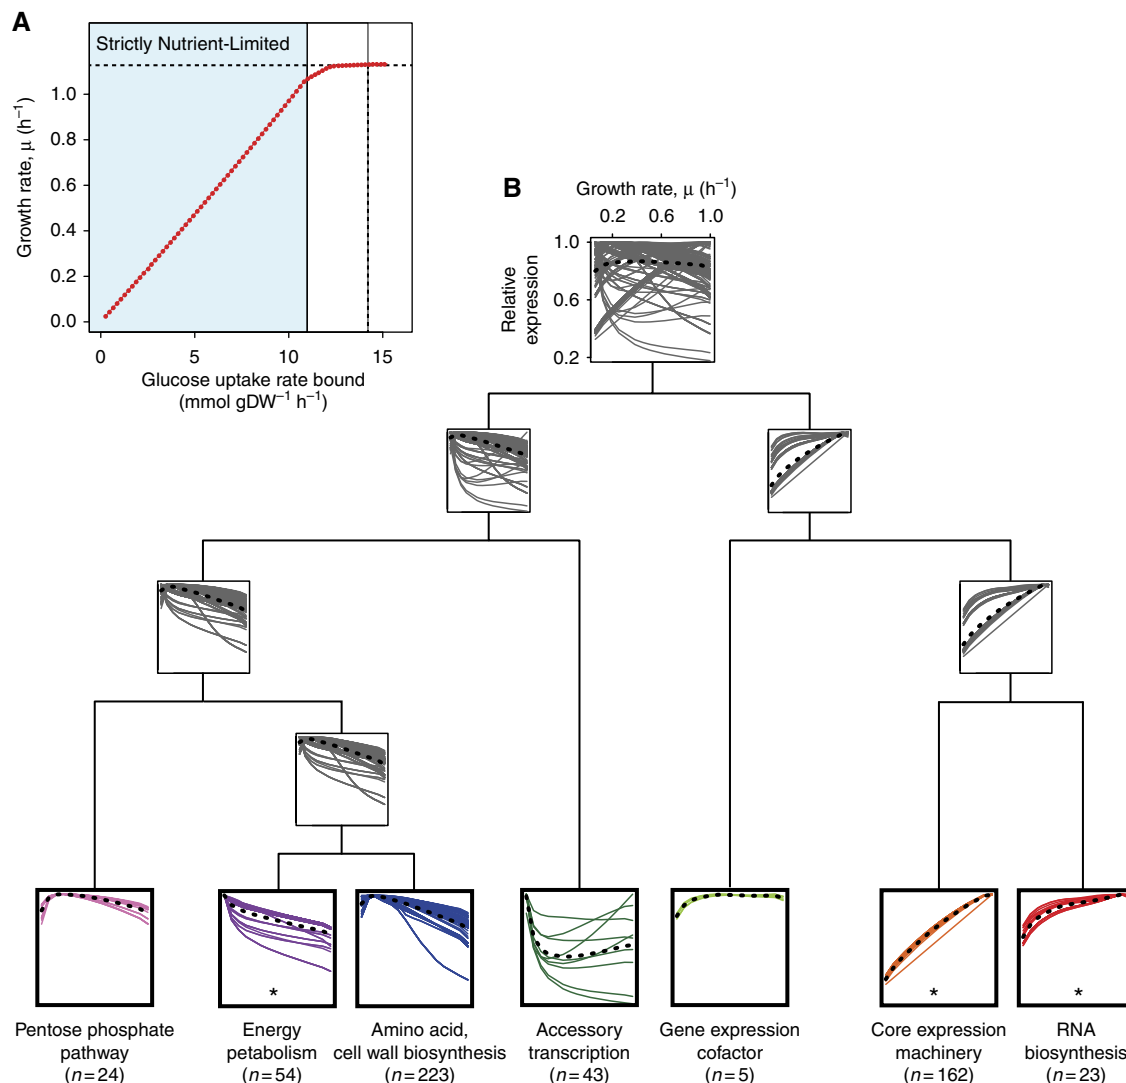 A
Strictly Nutrient-Limited
Growth rate, μ (h⁻¹)
1.0
0.8
0.6
0.4
0.2
0.0
0
5
10
15
Glucose uptake rate bound
(mmol gDW⁻¹ h⁻¹)
B
Growth rate, μ (h⁻¹)
0.2
0.6
1.0
Relative
expression
1.0
0.6
0.2
*
*
*
Pentose phosphate
pathway
(n=24)
Energy
petabolism
(n=54)
Amino acid,
cell wall biosynthesis
(n=223)
Accessory
transcription
(n=43)
Gene expression
cofactor
(n=5)
Core expression
machinery
(n=162)
RNA
biosynthesis
(n=23)